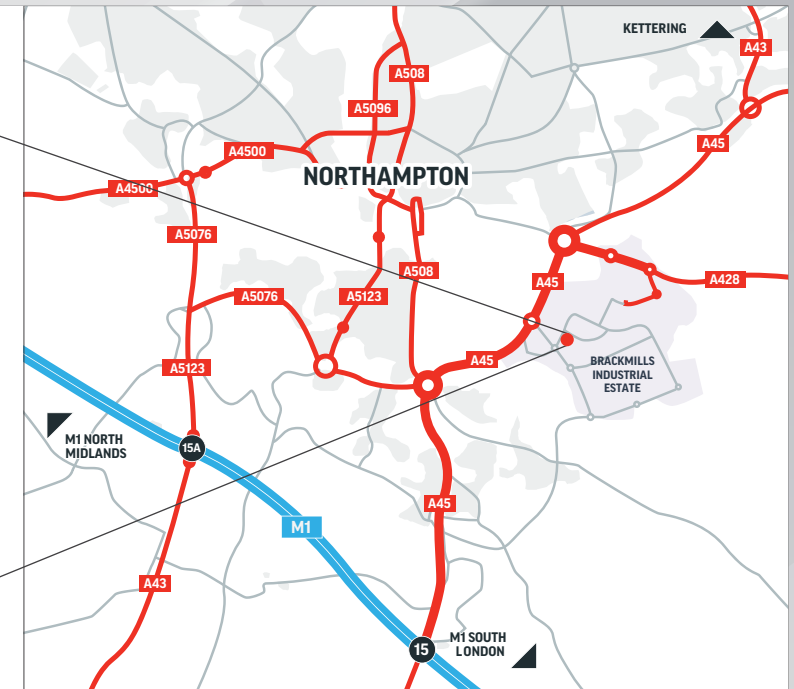 KETTERING
A43
A508
A5096
A45
A4500
NORTHAMPTON
A4500
A5076
A508
A45
A428
A5076
A5123
A45
A5123
BRACKMILLS
INDUSTRIAL
ESTATE
M1 NORTH
MIDLANDS
15A
A45
M1
A43
15
M1 SOUTH
LONDON